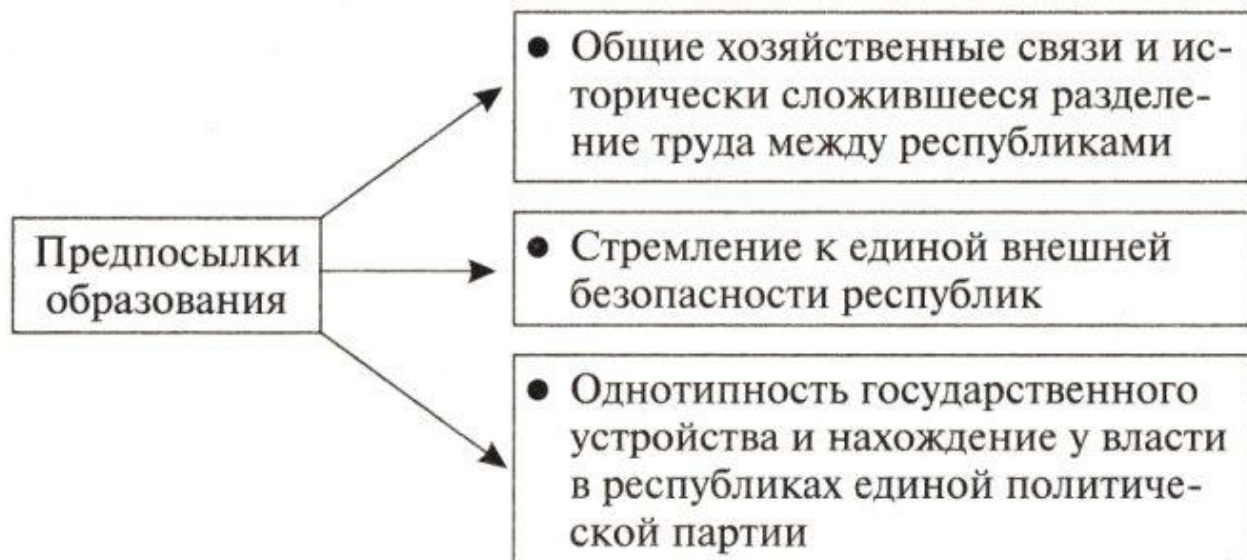 ● Общие хозяйственные связи и ис-
торически сложившееся разделе-
ние труда между республиками
Предпосылки
образования
● Стремление к единой внешней
безопасности республик
● Однотипность государственного
устройства и нахождение у власти
в республиках единой политиче-
ской партии